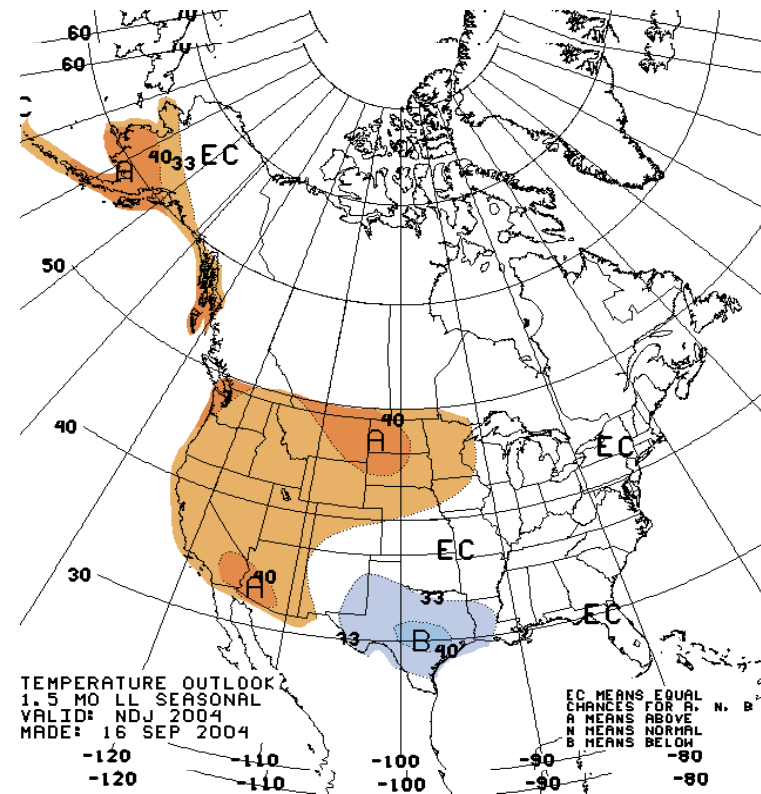 70
70
60
60
C
A
40
33
EC
50
40
A
40
EC
EC
40
A
30
33
EC
33
B
40
TEMPERATURE OUTLOOK
1.5 MO LL SEASONAL
VALID: NDJ 2004
MADE: 16 SEP 2004
EC MEANS EQUAL
CHANCES FOR A, N, B
A MEANS ABOVE
N MEANS NORMAL
B MEANS BELOW
-120
-110
-100
-90
-80
-120
-110
-100
-90
-80